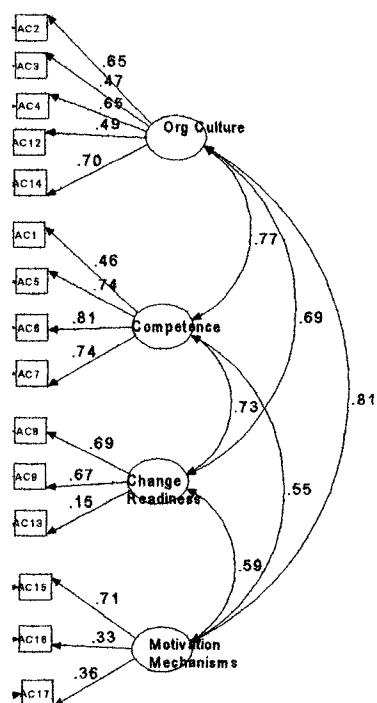 AC2
.65
AC3
.47
.65
AC4
.49
Org Culture
AC12
.70
AC14
AC1
.46
.77
AC5
.74
.81
Competence
AC6
.69
.74
AC7
.81
.73
AC8
.69
.67
Change
Readiness
AC9
.15
.55
AC13
.59
AC15
.71
.33
Motivation
Mechanisms
AC16
.36
AC17